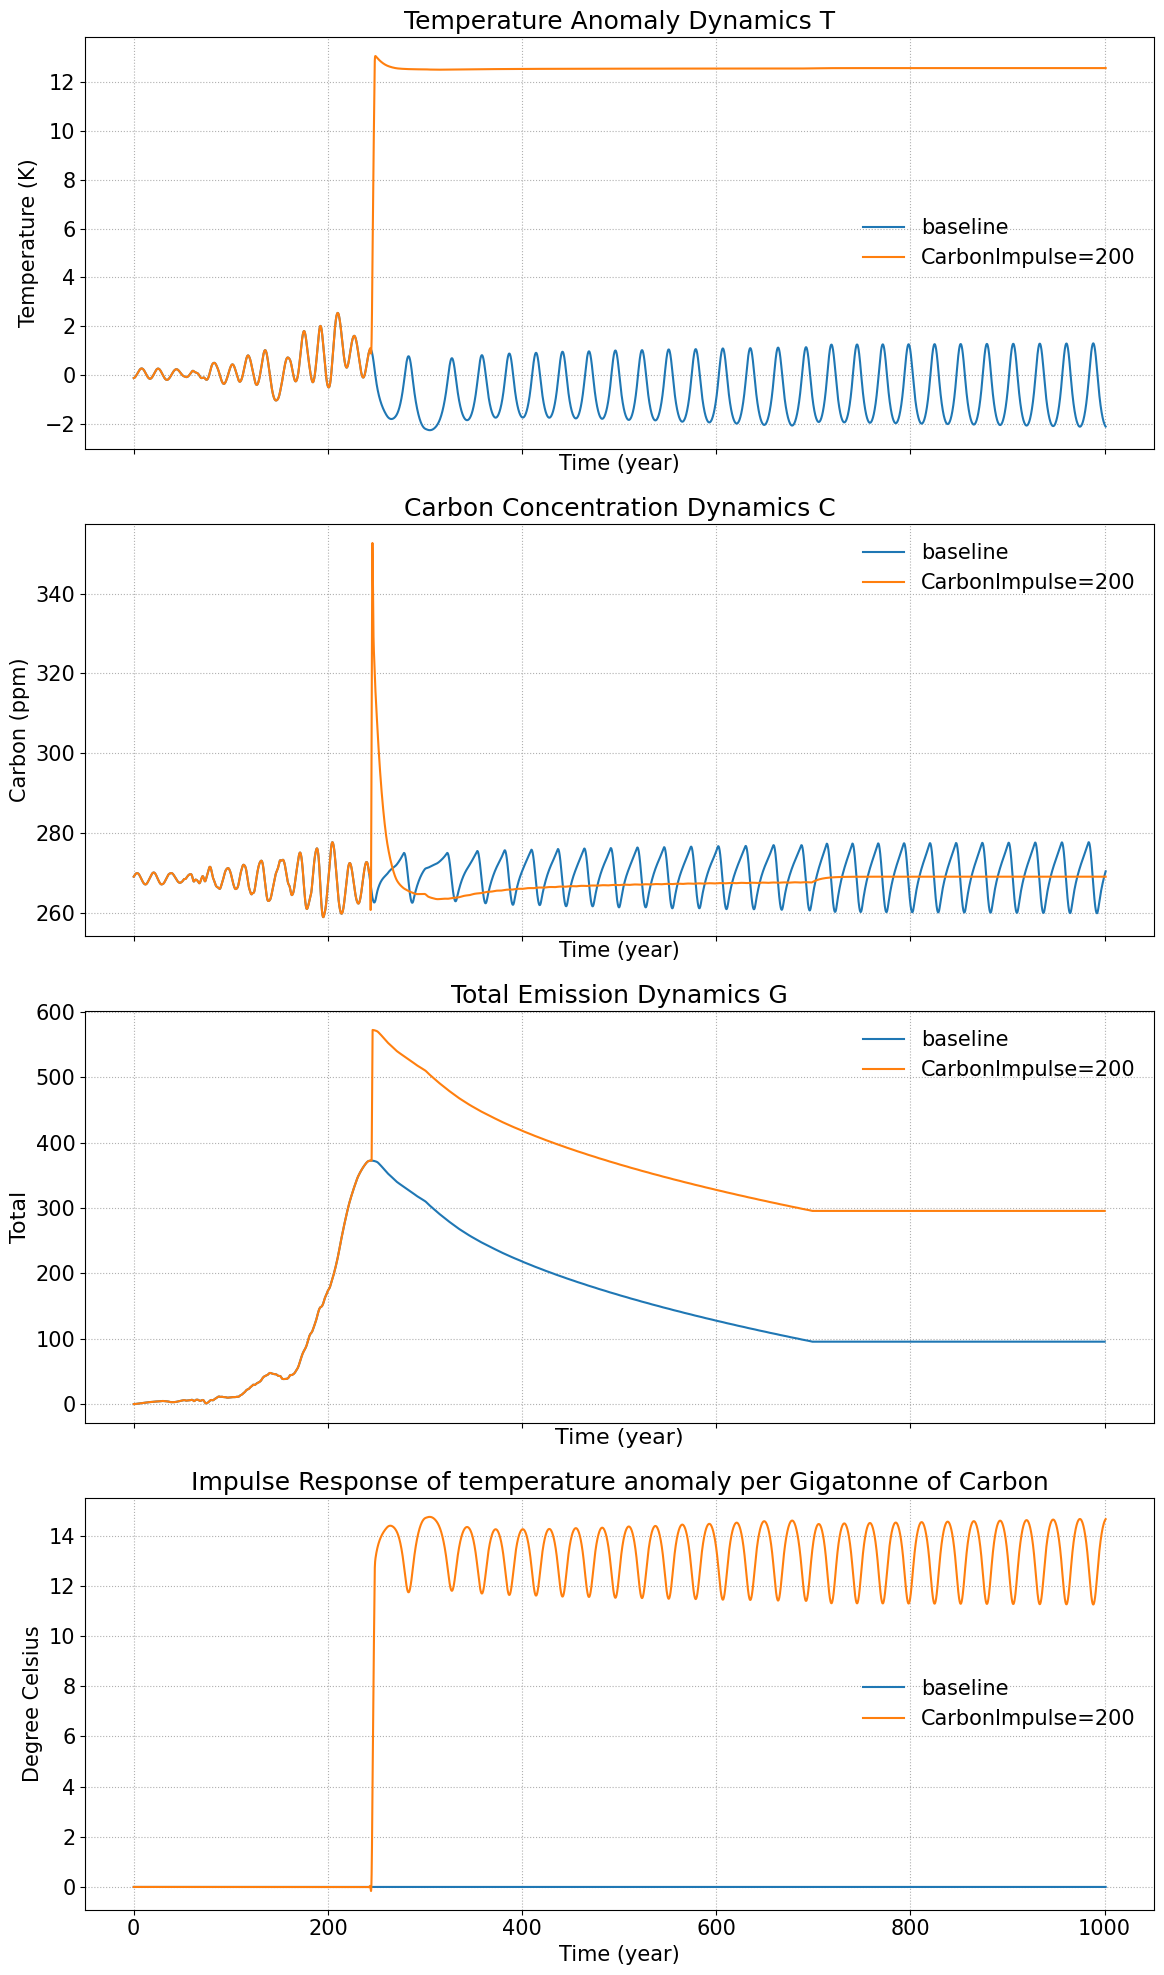 Temperature Anomaly Dynamics T
12
10
8
6
4
2
0
−2
Temperature (K)
baseline
CarbonImpulse=200
Time (year)
Carbon Concentration Dynamics C
340
320
300
280
260
Carbon (ppm)
baseline
CarbonImpulse=200
Time (year)
Total Emission Dynamics G
600
500
400
300
200
100
0
Total
baseline
CarbonImpulse=200
Time (year)
Impulse Response of temperature anomaly per Gigatonne of Carbon
14
12
10
8
6
4
2
0
Degree Celsius
baseline
CarbonImpulse=200
0 200 400 600 800 1000
Time (year)